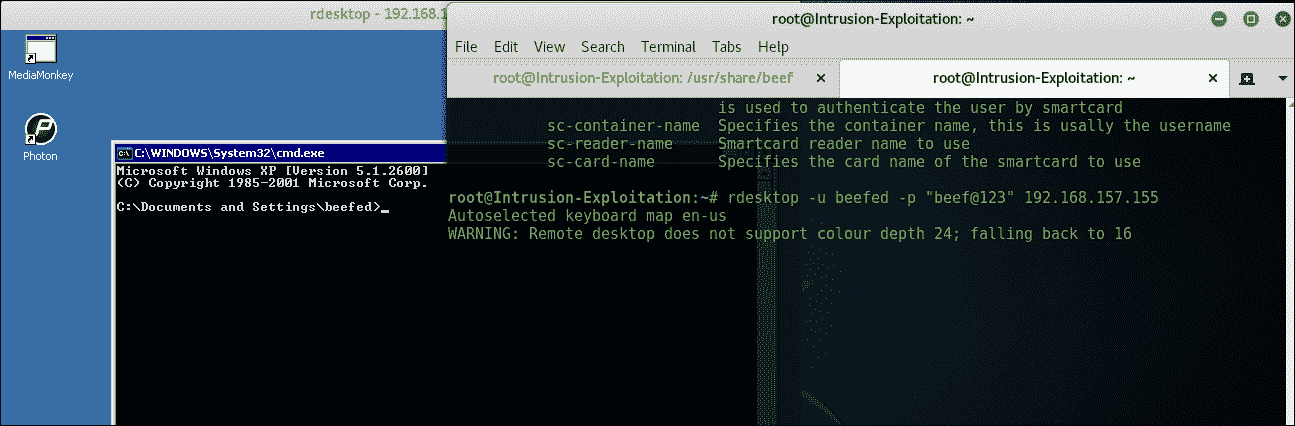 rdesktop - 192.168.1
MediaMonkey
Photon
C:\WINDOWS\System32\cmd.exe
Microsoft Windows XP [Version 5.1.2600]
(C) Copyright 1985-2001 Microsoft Corp.
C:\Documents and Settings\beefed>_
root@Intrusion-Exploitation: ~
File Edit View Search Terminal Tabs Help
root@Intrusion-Exploitation: /usr/share/beef
root@Intrusion-Exploitation: ~
is used to authenticate the user by smartcard
sc-container-name Specifies the container name, this is usally the username
sc-reader-name Smartcard reader name to use
sc-card-name Specifies the card name of the smartcard to use
root@Intrusion-Exploitation:~# rdesktop -u beefed -p "beef@123" 192.168.157.155
Autoselected keyboard map en-us
WARNING: Remote desktop does not support colour depth 24; falling back to 16